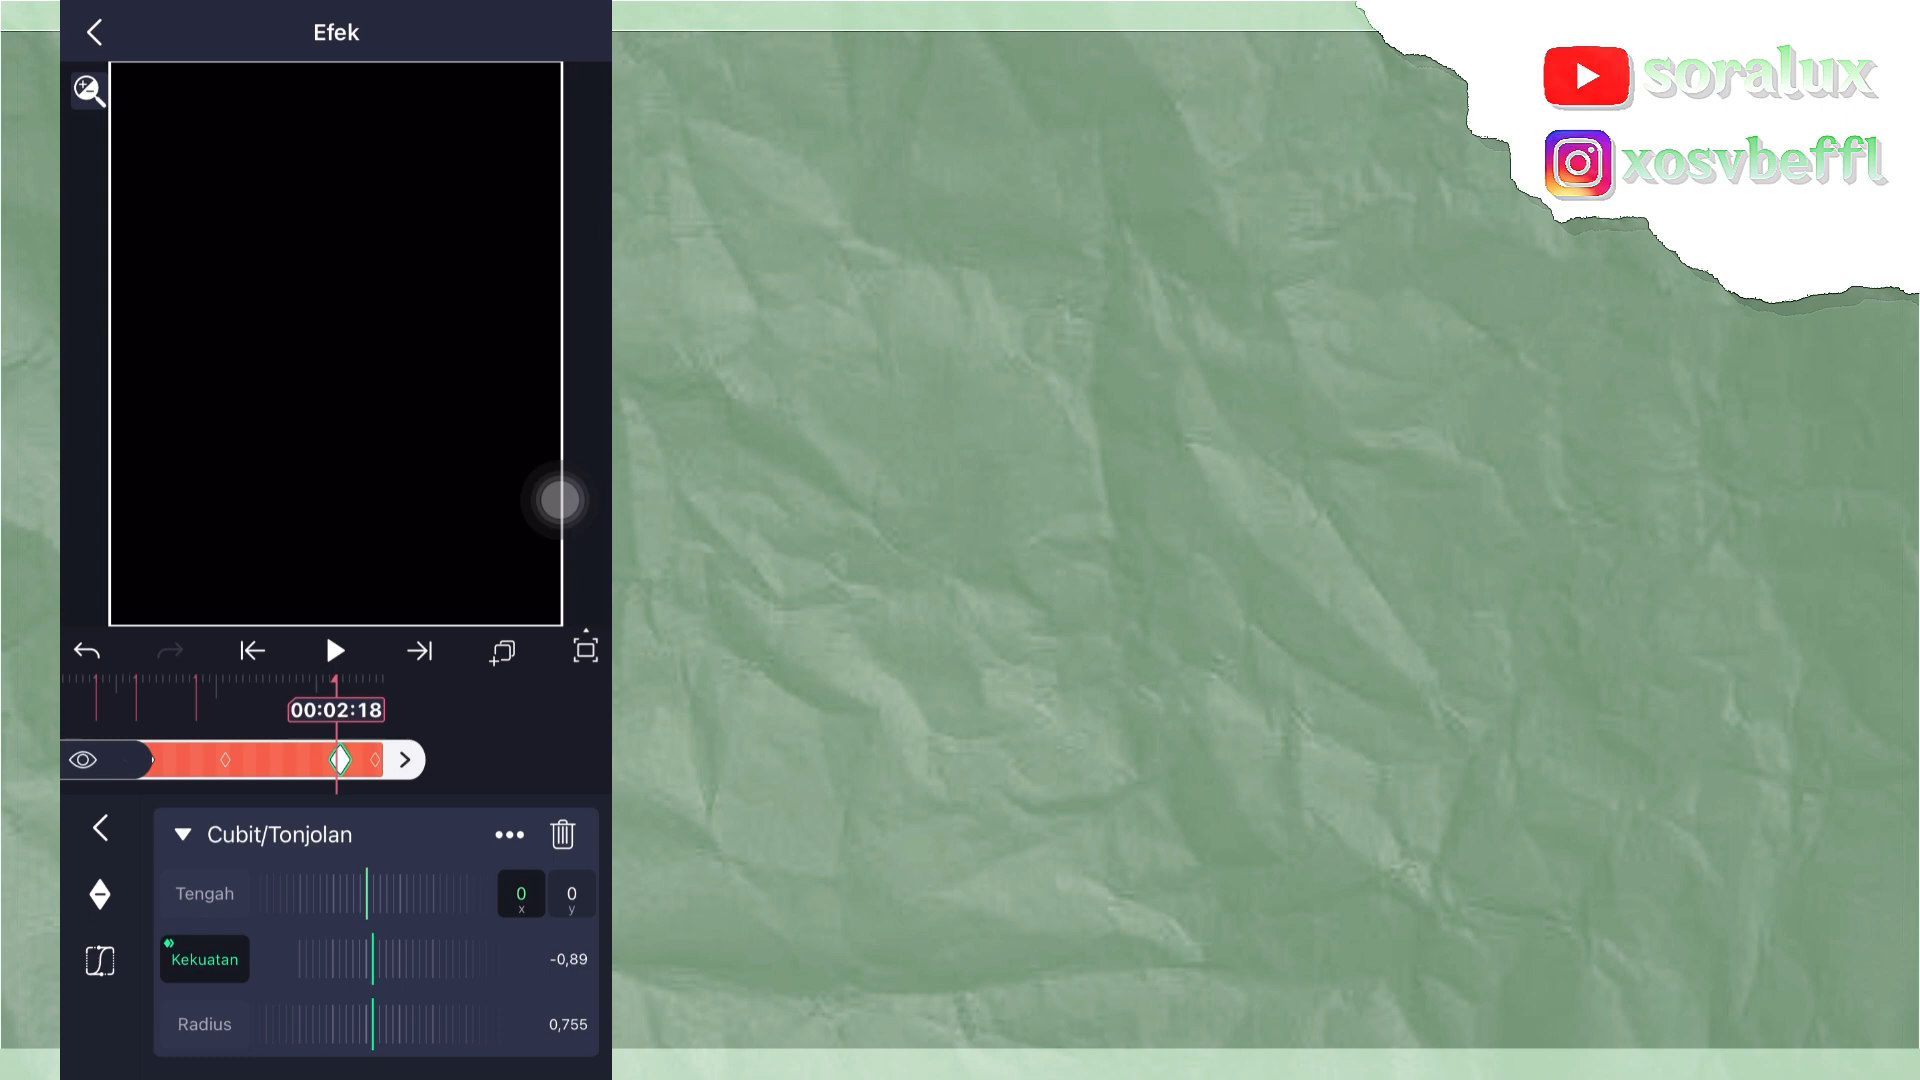 Efek
soralux
xosvbeffl
00:02:18
Cubit/Tonjolan
Tengah
0 0
x y
Kekuatan -0,89
Radius 0,755